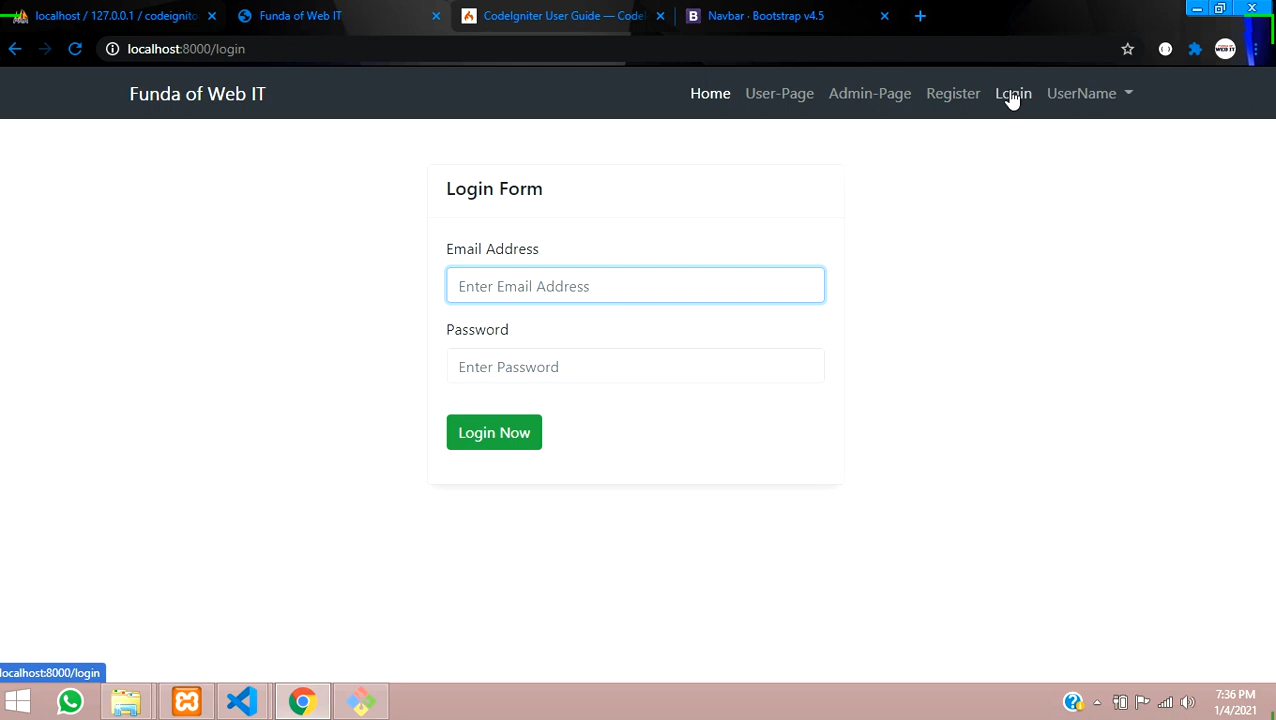 localhost / 127.0.0.1 / codeignito
Funda of Web IT
CodeIgniter User Guide — Code
Navbar · Bootstrap v4.5
localhost:8000/login
Funda of Web IT
Home User-Page Admin-Page Register Login UserName
Login Form
Email Address
Enter Email Address
Password
Enter Password
Login Now
localhost:8000/login
7:36 PM
1/4/2021